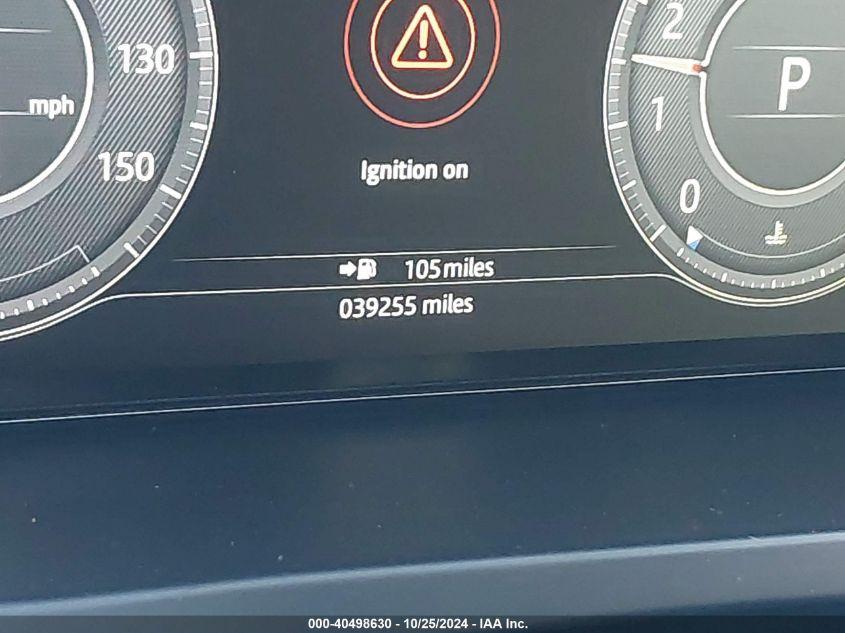 130
mph
150
!
Ignition on
2
1
0
P
105 miles
039255 miles
000-40498630 - 10/25/2024 - IAA Inc.